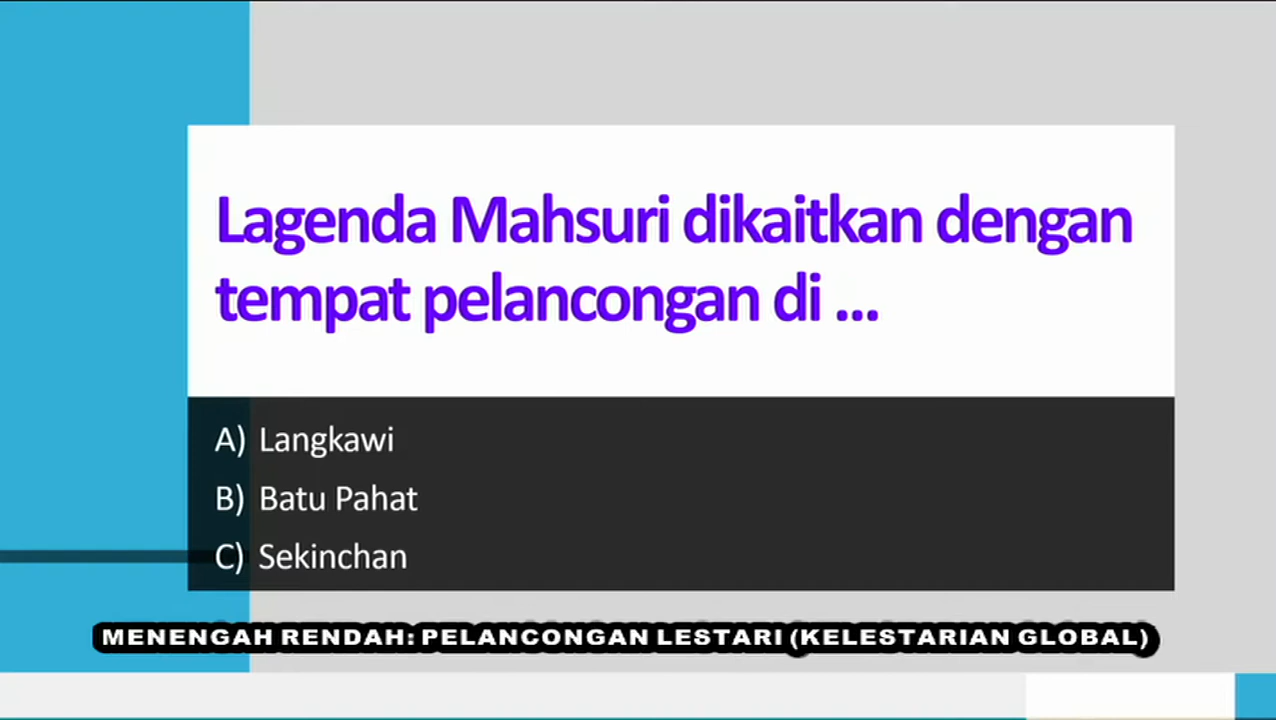 Lagenda Mahsuri dikaitkan dengan
tempat pelancongan di ...
A) Langkawi
B) Batu Pahat
C) Sekinchan
MENENGAH RENDAH: PELANCONGAN LESTARI (KELESTARIAN GLOBAL)